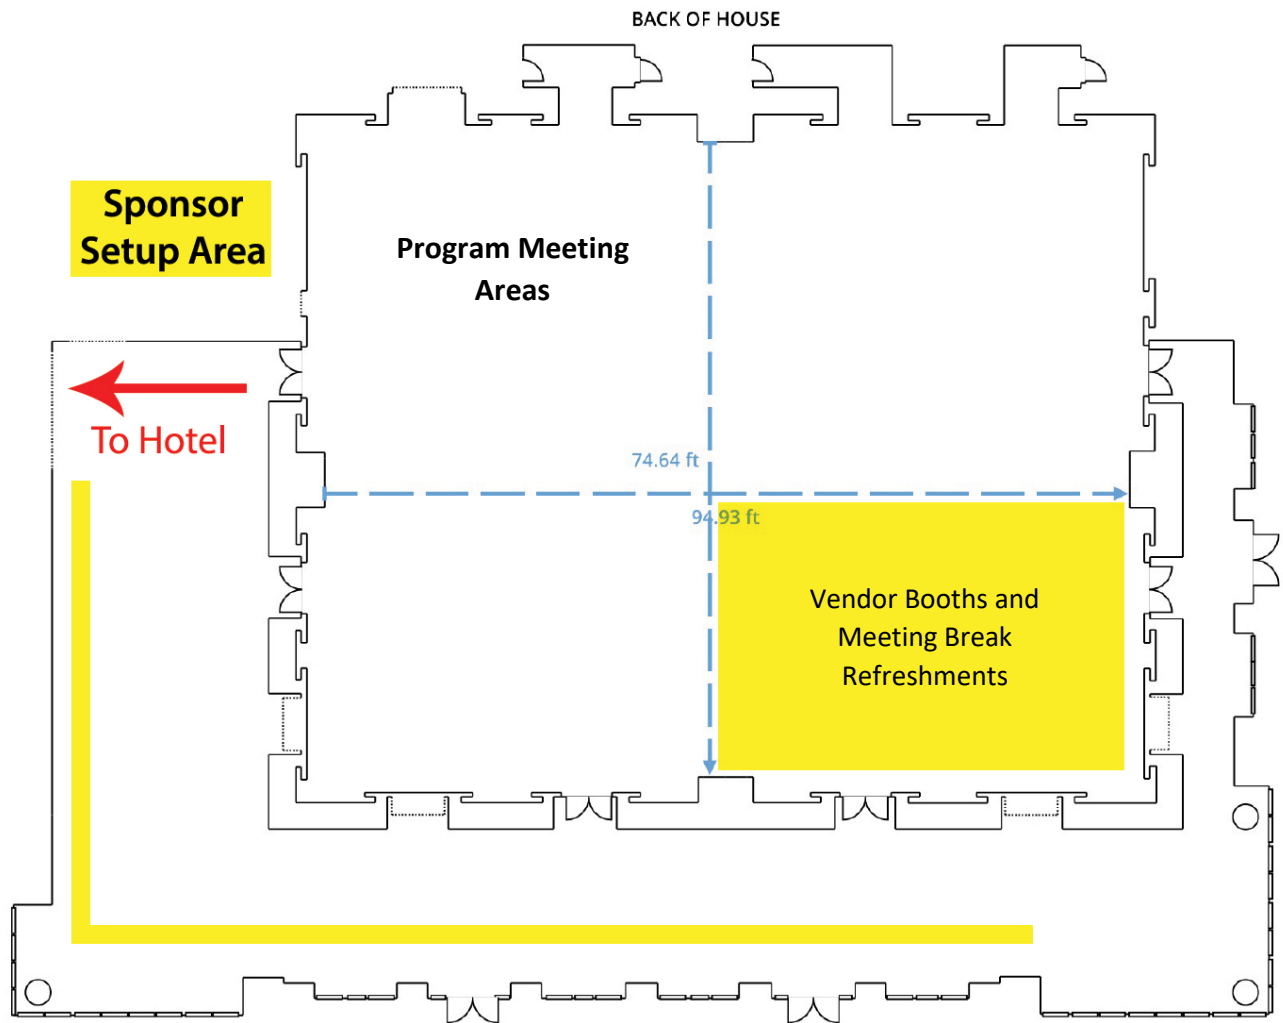 BACK OF HOUSE
Sponsor
Setup Area
Program Meeting
Areas
To Hotel
74.64 ft
94.93 ft
Vendor Booths and
Meeting Break
Refreshments